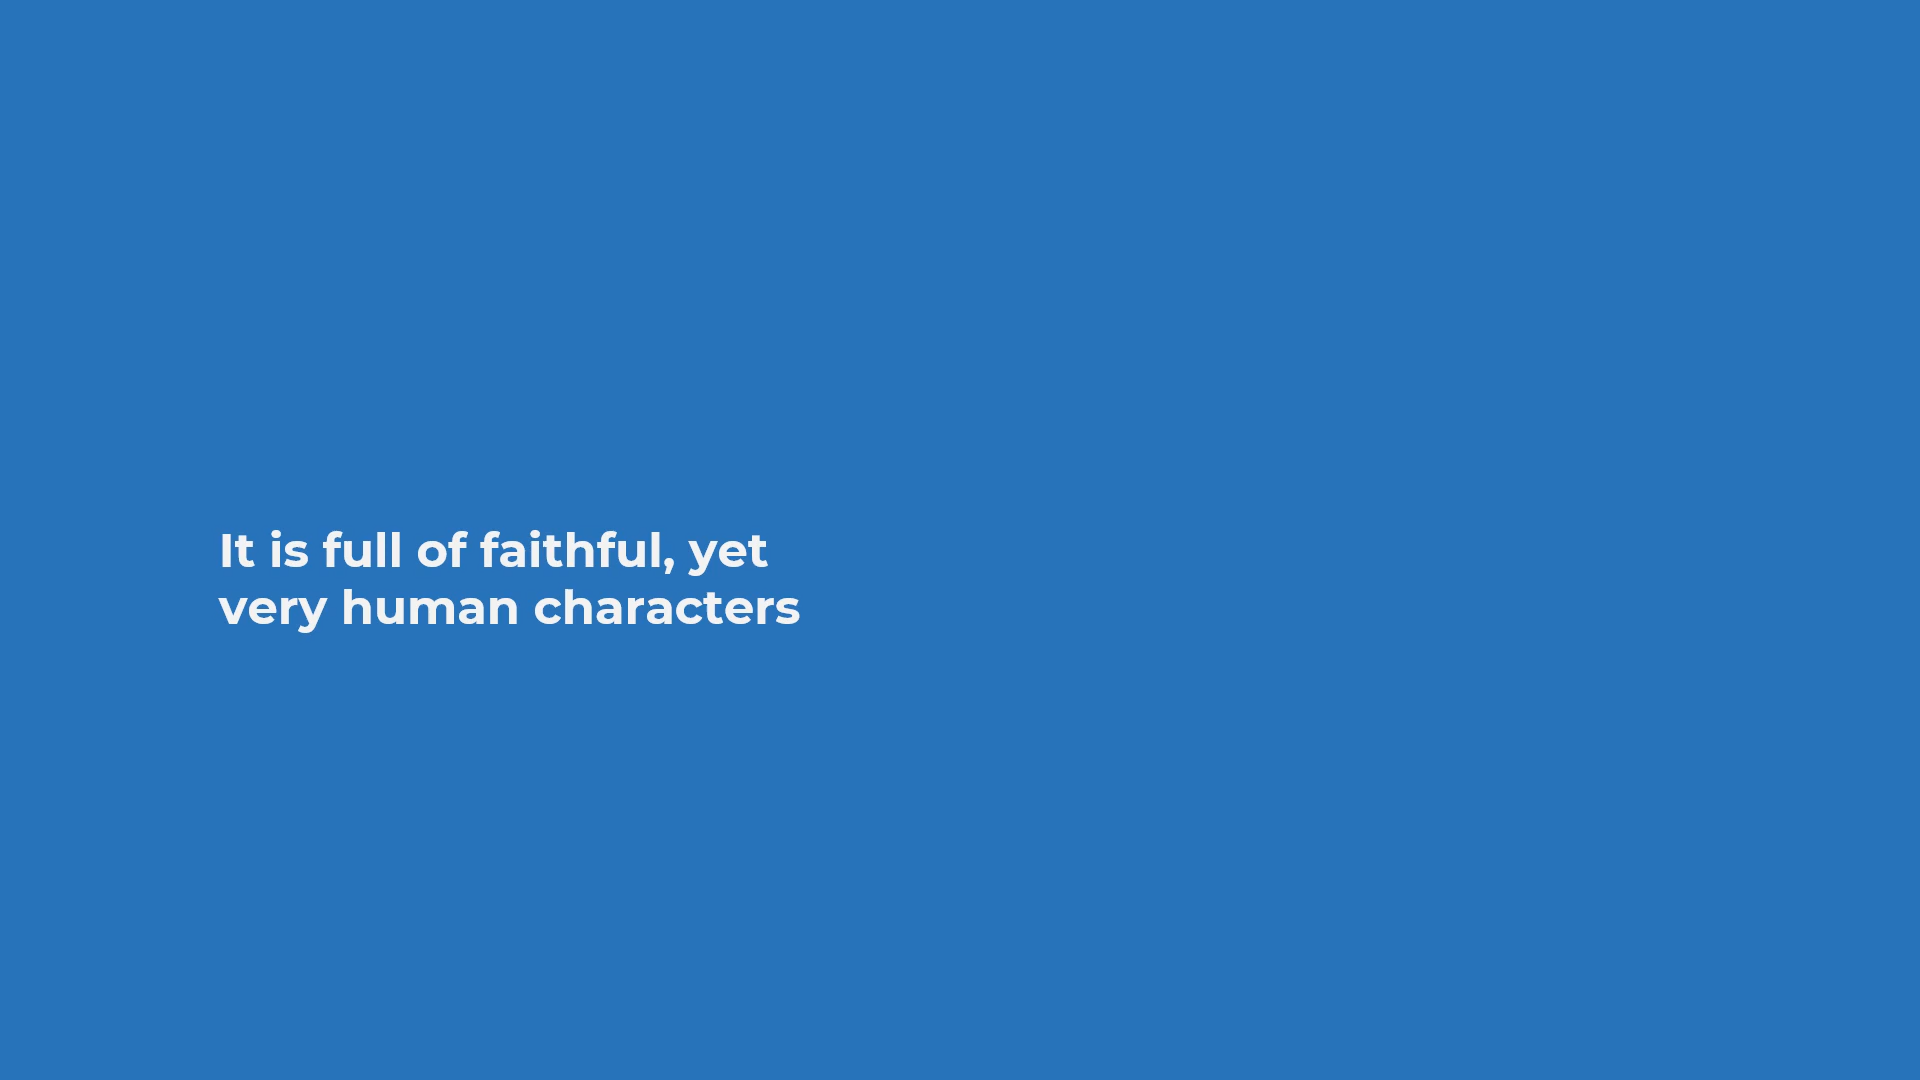 It is full of faithful, yet
very human characters